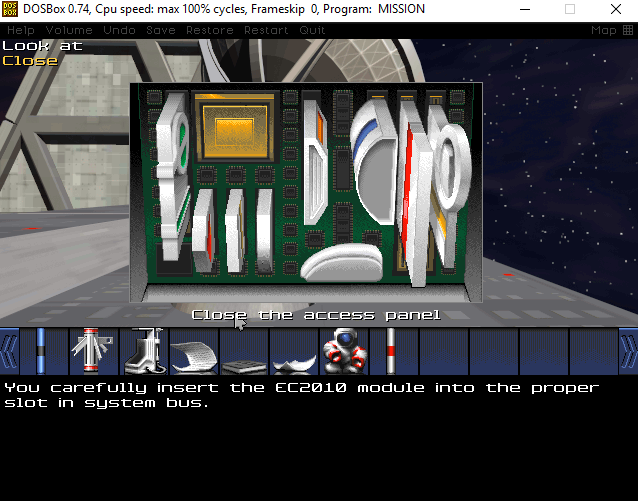 DOSBox 0.74, Cpu speed: max 100% cycles, Frameskip 0, Program: MISSION
Help Volume Undo Save Restore Restart Quit Map
Look at
Close
Close the access panel
You carefully insert the EC2010 module into the proper
slot in system bus.